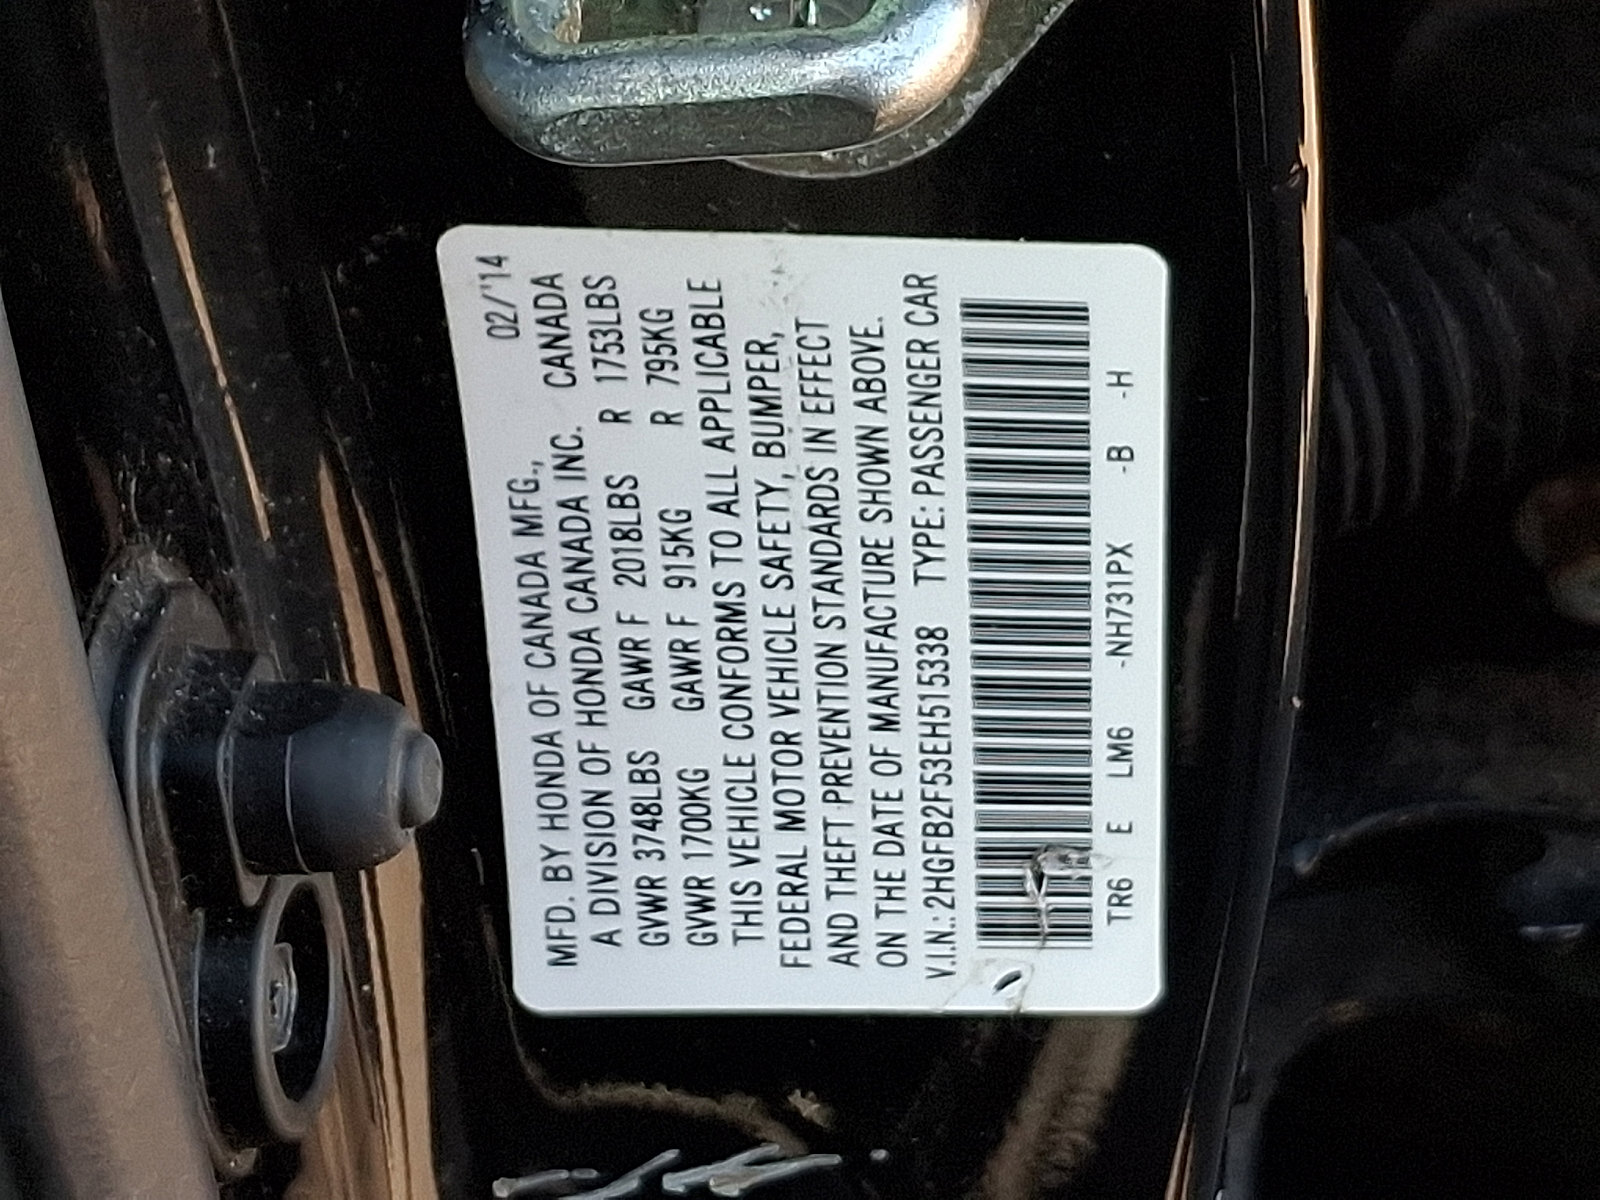 02/'14
MFD. BY HONDA OF CANADA MFG.,
A DIVISION OF HONDA CANADA INC. CANADA
GVWR 3748LBS GAWR F 2018LBS R 1753LBS
GVWR 1700KG GAWR F 915KG R 795KG
THIS VEHICLE CONFORMS TO ALL APPLICABLE
FEDERAL MOTOR VEHICLE SAFETY, BUMPER,
AND THEFT PREVENTION STANDARDS IN EFFECT
ON THE DATE OF MANUFACTURE SHOWN ABOVE.
V.I.N.: 2HGFB2F53EH515338 TYPE: PASSENGER CAR
TR6 E LM6 -NH731PX -B -H